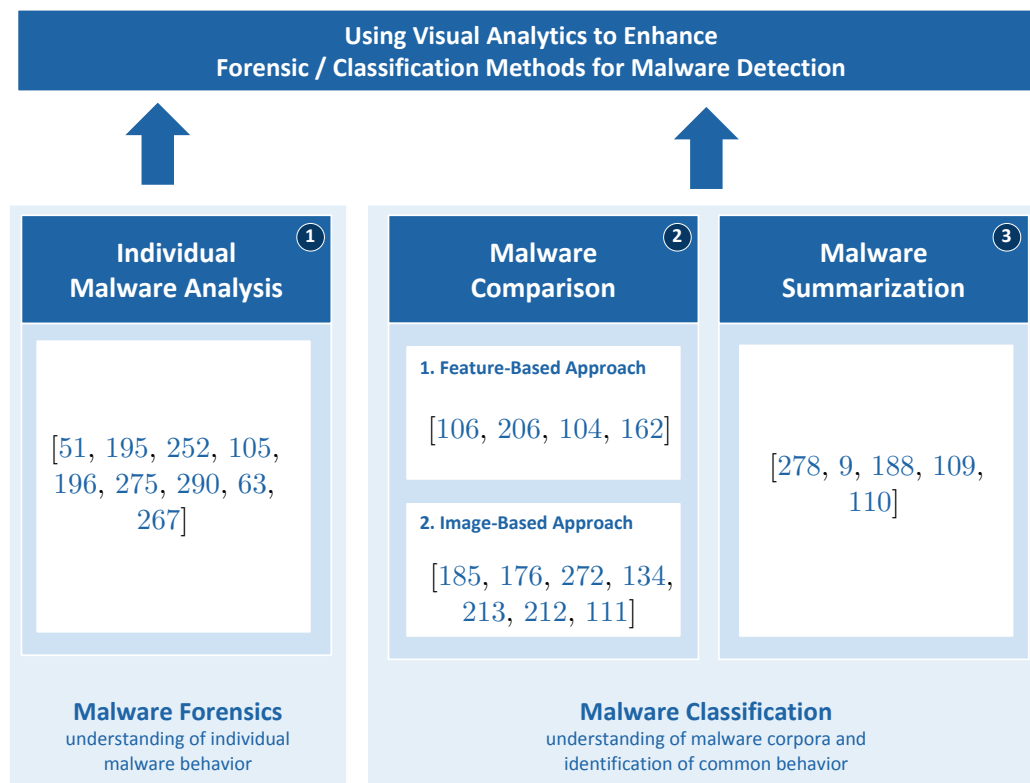 Using Visual Analytics to Enhance
Forensic / Classification Methods for Malware Detection
1
Individual
Malware Analysis
[51, 195, 252, 105,
196, 275, 290, 63,
267]
Malware Forensics
understanding of individual
malware behavior
2
Malware
Comparison
1. Feature-Based Approach
[106, 206, 104, 162]
2. Image-Based Approach
[185, 176, 272, 134,
213, 212, 111]
3
Malware
Summarization
[278, 9, 188, 109,
110]
Malware Classification
understanding of malware corpora and
identification of common behavior